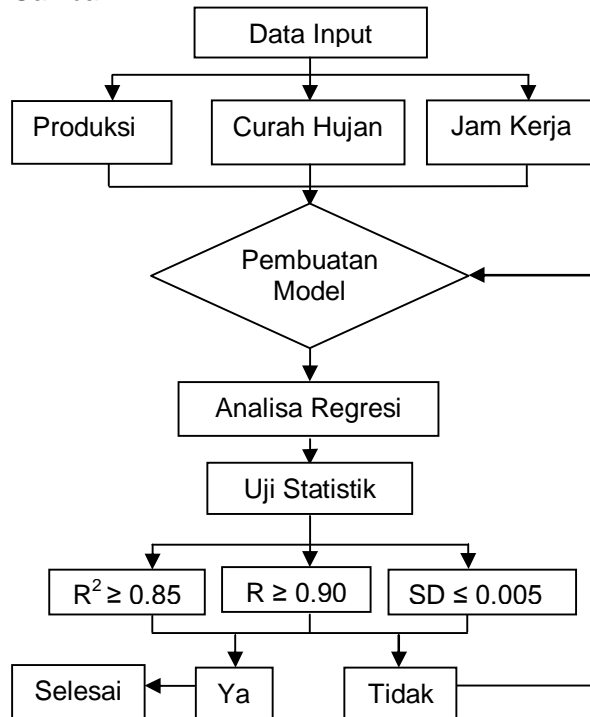 Data Input
Produksi
Curah Hujan
Jam Kerja
Pembuatan
Model
Analisa Regresi
Uji Statistik
R² ≥ 0.85
R ≥ 0.90
SD ≤ 0.005
Selesai
Ya
Tidak